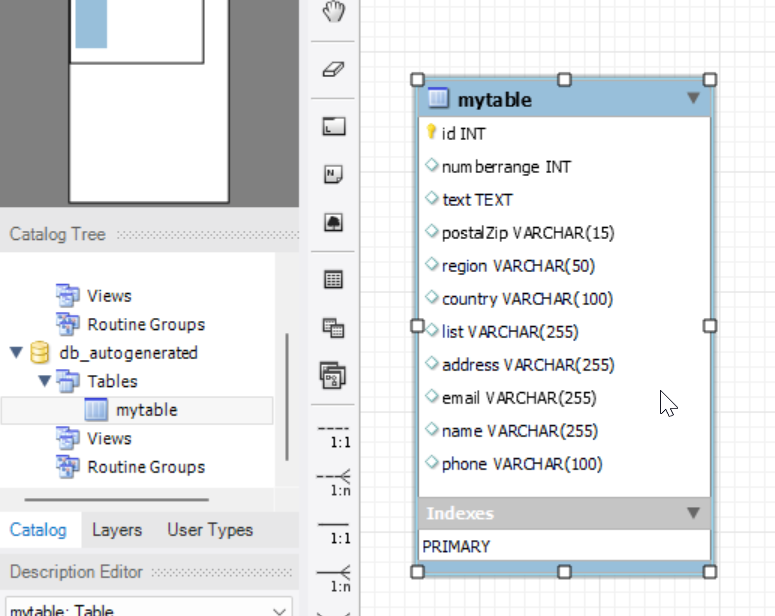 Catalog Tree
Views
Routine Groups
db_autogenerated
Tables
mytable
Views
Routine Groups
Catalog
Layers
User Types
Description Editor
mytable: Table
N
1:1
1:n
1:1
1:n
mytable
id INT
numberrange INT
text TEXT
postalZip VARCHAR(15)
region VARCHAR(50)
country VARCHAR(100)
list VARCHAR(255)
address VARCHAR(255)
email VARCHAR(255)
name VARCHAR(255)
phone VARCHAR(100)
Indexes
PRIMARY